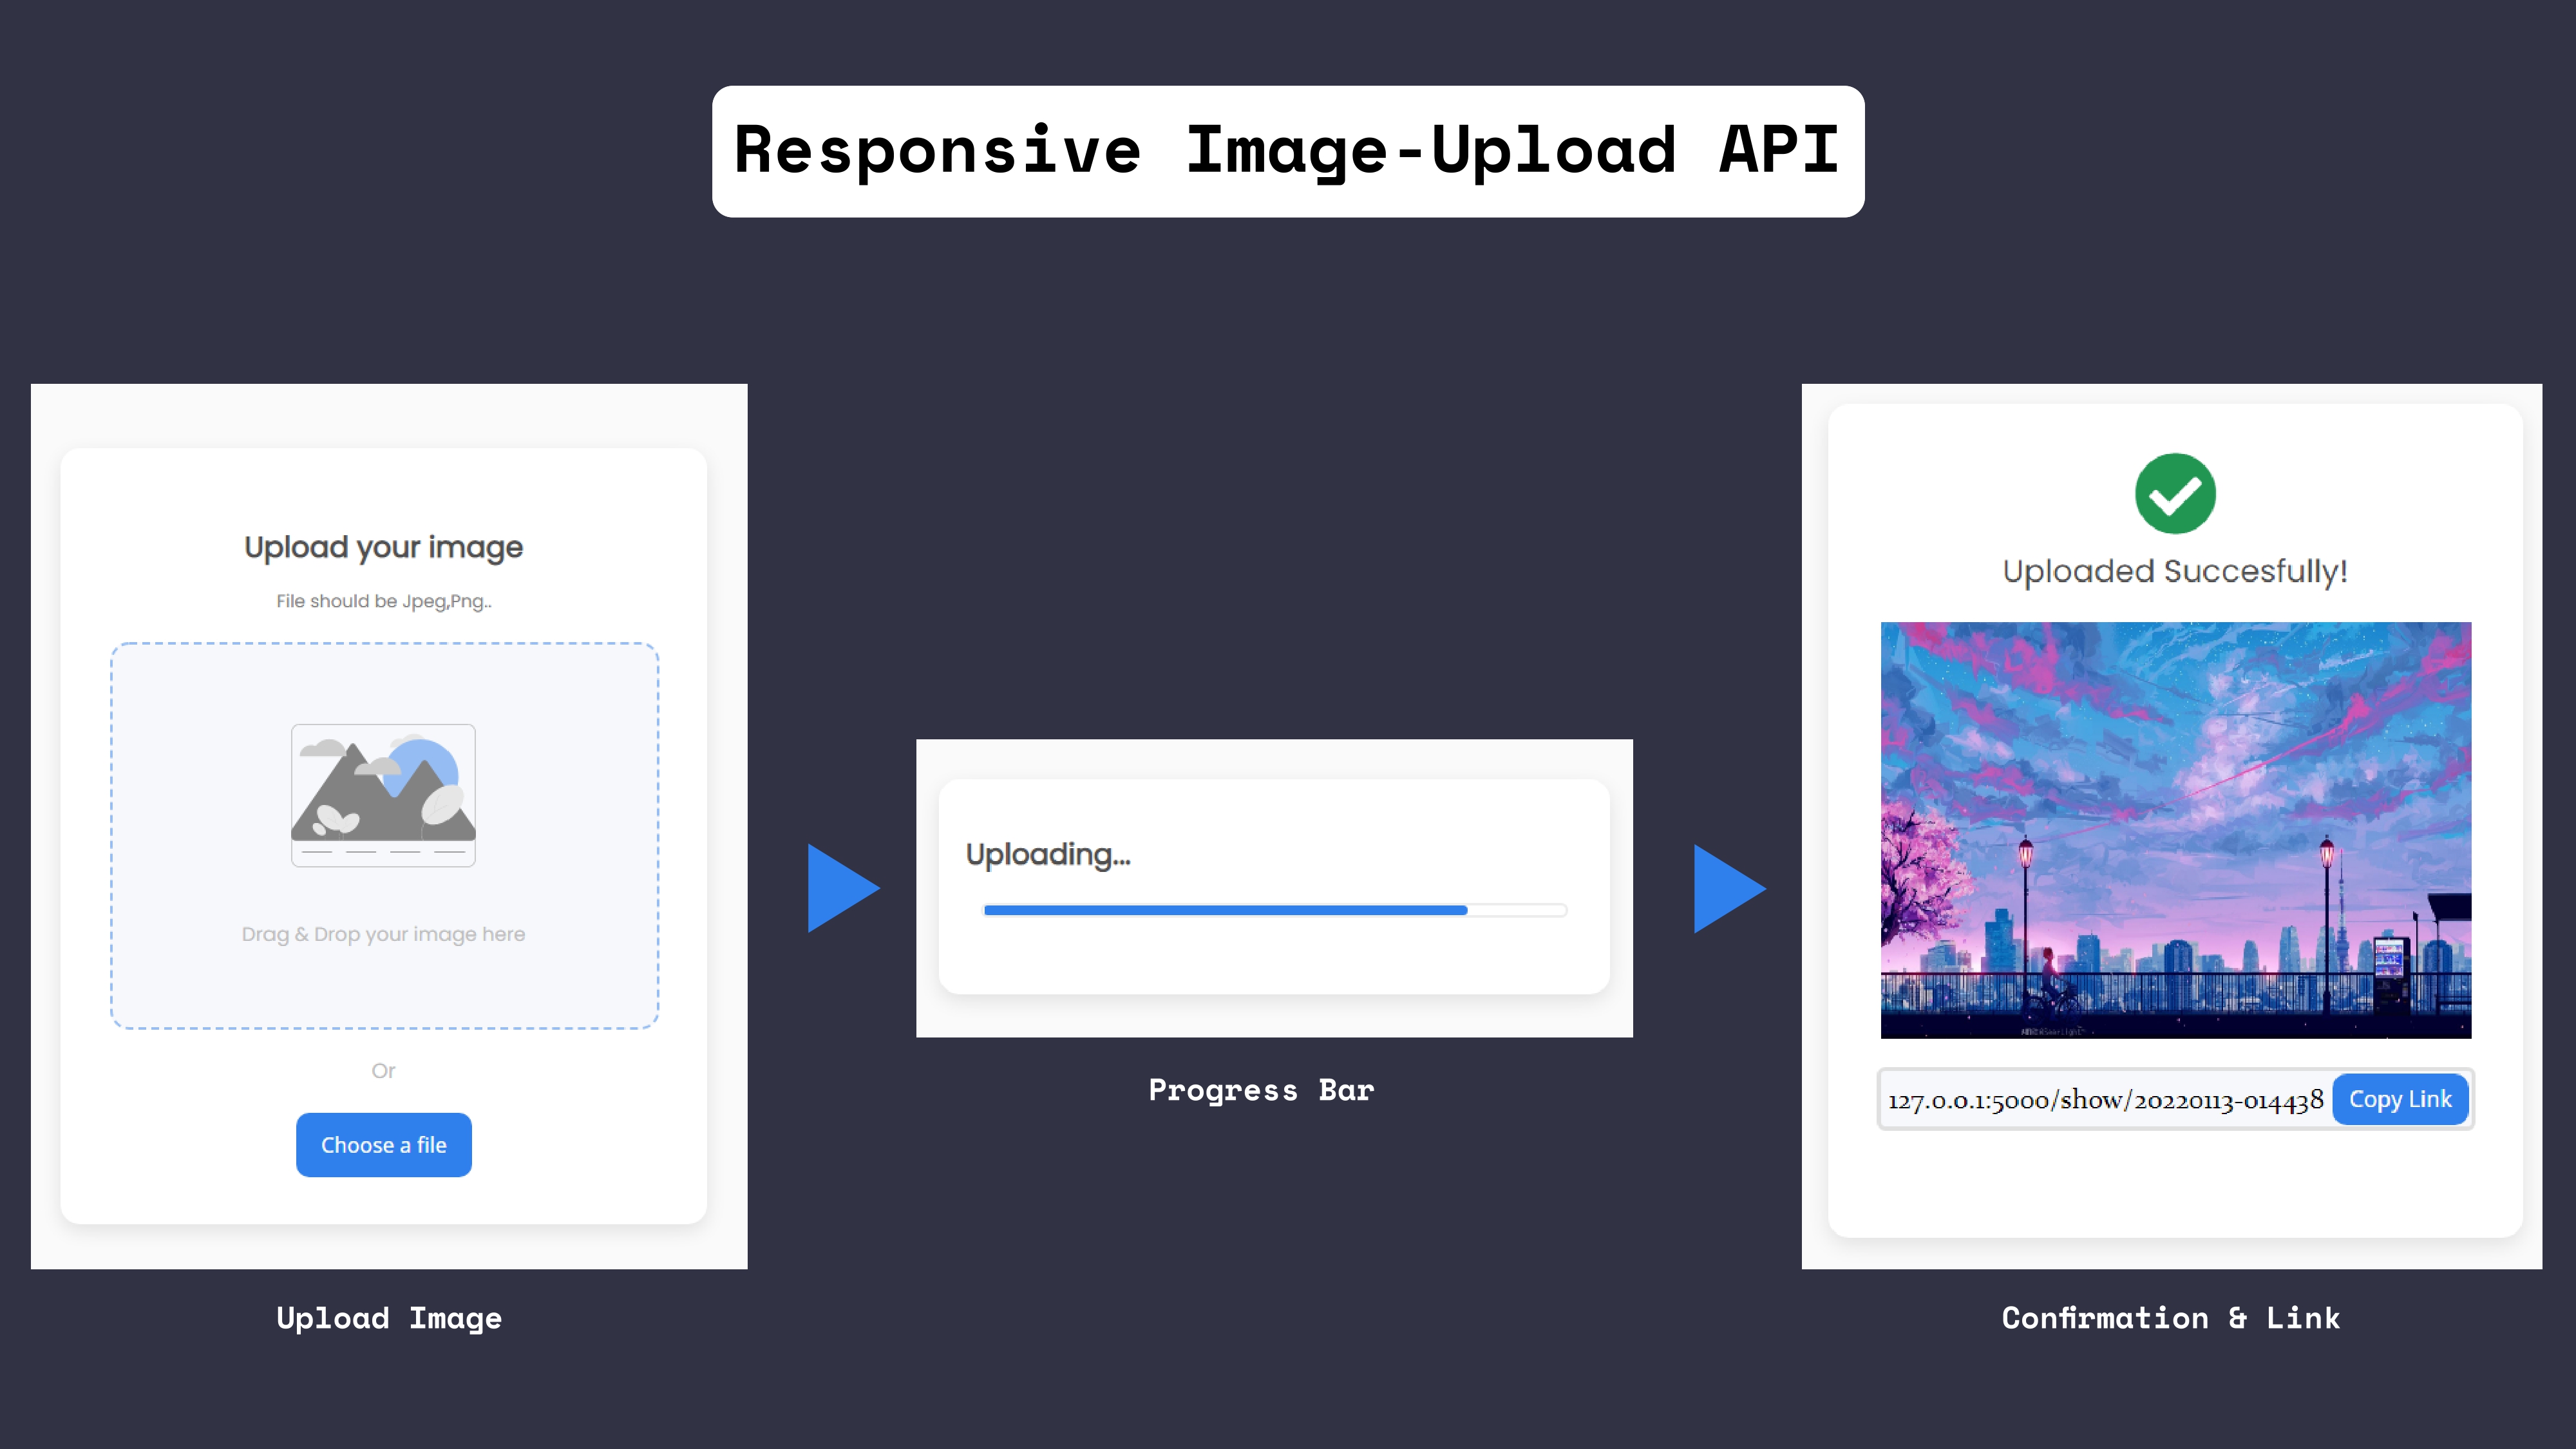 Responsive Image-Upload API
Upload your image
File should be Jpeg,Png..
Drag & Drop your image here
Or
Choose a file
Upload Image
Uploading...
Progress Bar
Uploaded Succesfully!
127.0.0.1:5000/show/20220113-014438
Copy Link
Confirmation & Link